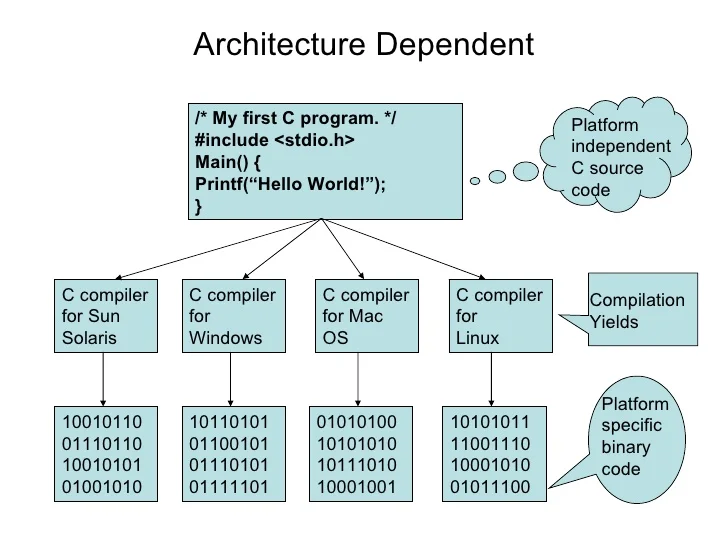 Architecture Dependent
/* My first C program. */
#include <stdio.h>
Main() {
Printf(“Hello World!”);
}
Platform
independent
C source
code
C compiler
for Sun
Solaris
C compiler
for
Windows
C compiler
for Mac
OS
C compiler
for
Linux
Compilation
Yields
10010110
01110110
10010101
01001010
10110101
01100101
01110101
01111101
01010100
10101010
10111010
10001001
10101011
11001110
10001010
01011100
Platform
specific
binary
code